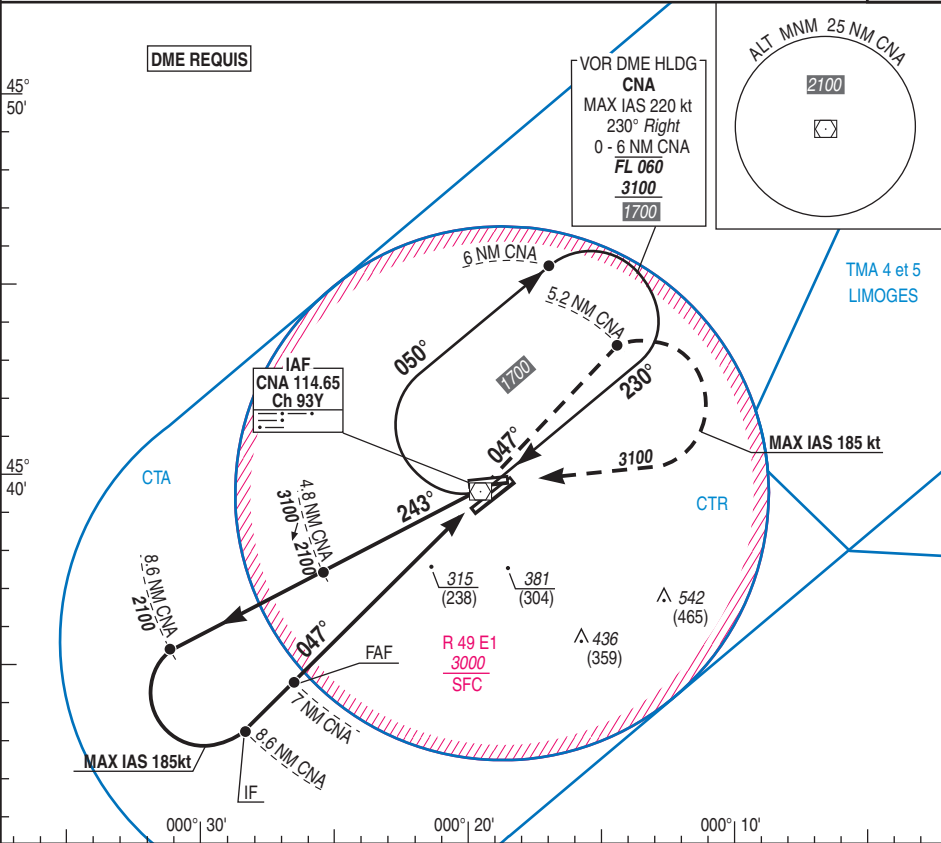 DME REQUIS
45°
50'
VOR DME HLDG
CNA
MAX IAS 220 kt
230° Right
0 - 6 NM CNA
FL 060
3100
1700
ALT MNM 25 NM CNA
2100
TMA 4 et 5
LIMOGES
6 NM CNA
5.2 NM CNA
050°
1700
230°
IAF
CNA 114.65
Ch 93Y
047°
3100
MAX IAS 185 kt
45°
40'
CTA
CTR
243°
4.8 NM CNA
3100 2100
8.6 NM CNA
2100
315
(238)
381
(304)
542
(465)
436
(359)
R 49 E1
3000
SFC
047°
FAF
7 NM CNA
8.6 NM CNA
MAX IAS 185kt
IF
000° 30'
000° 20'
000° 10'